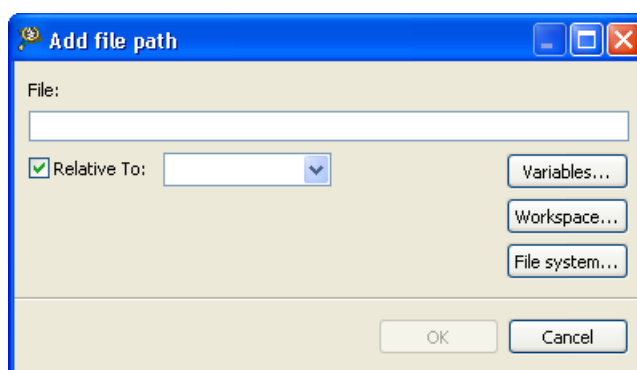 Add file path
File:
Relative To:
Variables...
Workspace...
File system...
OK
Cancel